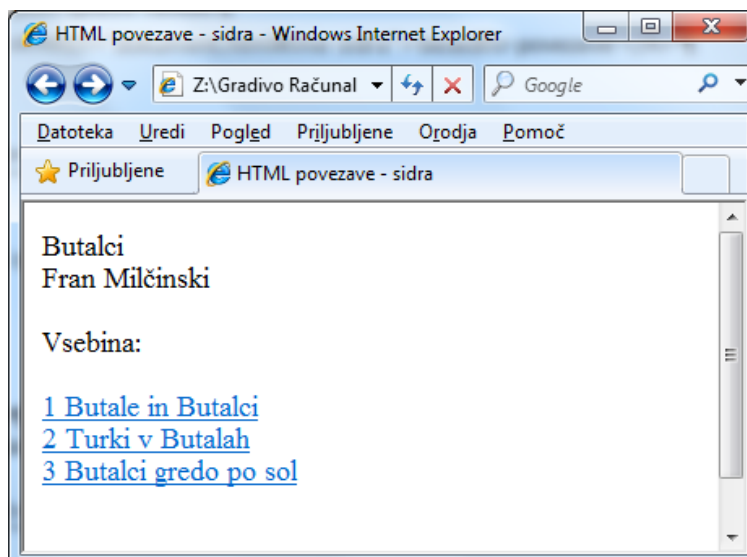 HTML povezave - sidra - Windows Internet Explorer
Z:\Gradivo Računal
Google
Datoteka Uredi Pogled Priljubljene Orodja Pomoč
Priljubljene
HTML povezave - sidra
Butalci
Fran Milčinski
Vsebina:
1 Butale in Butalci
2 Turki v Butalah
3 Butalci gredo po sol